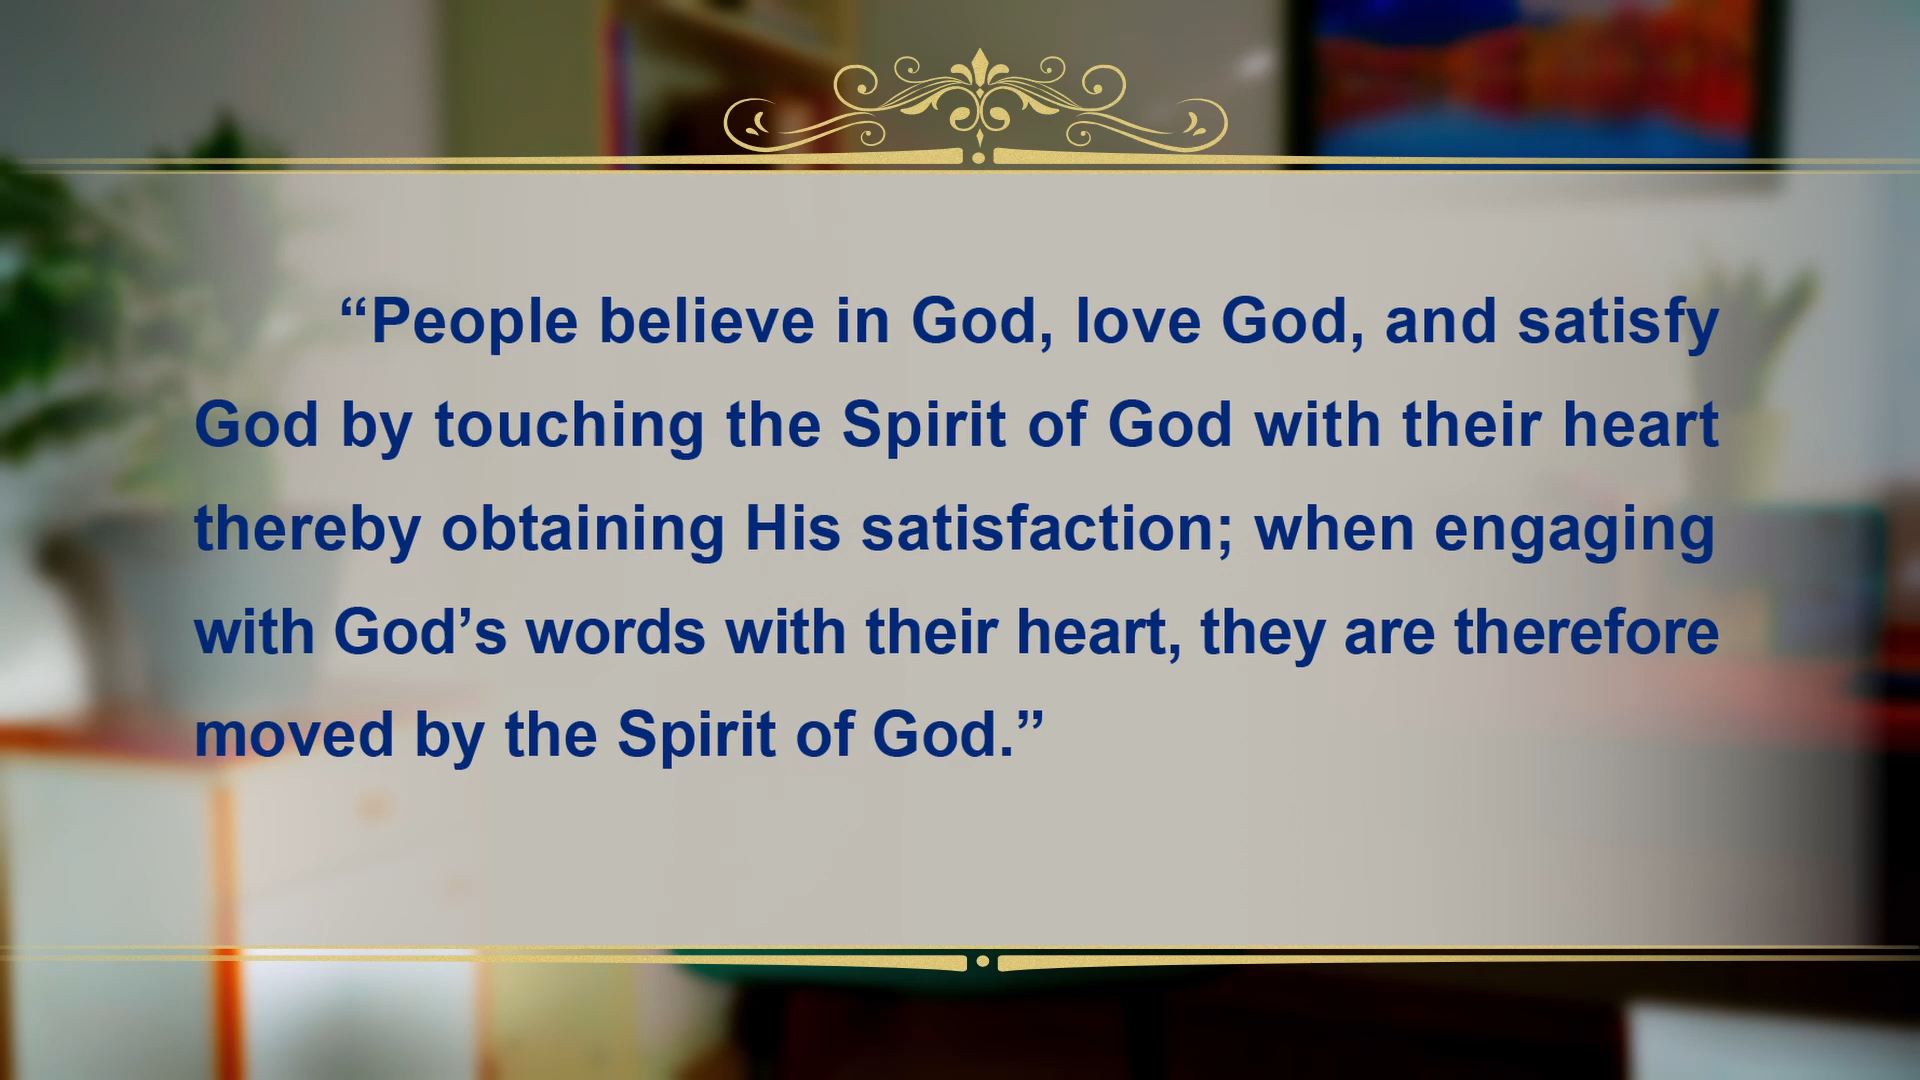 “People believe in God, love God, and satisfy
God by touching the Spirit of God with their heart
thereby obtaining His satisfaction; when engaging
with God’s words with their heart, they are therefore
moved by the Spirit of God.”